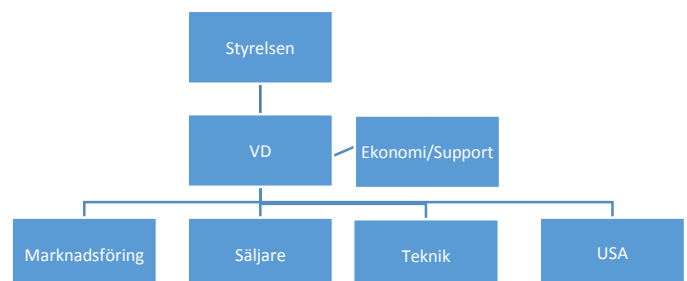 Styrelsen
VD
Ekonomi/Support
Marknadsföring
Säljare
Teknik
USA